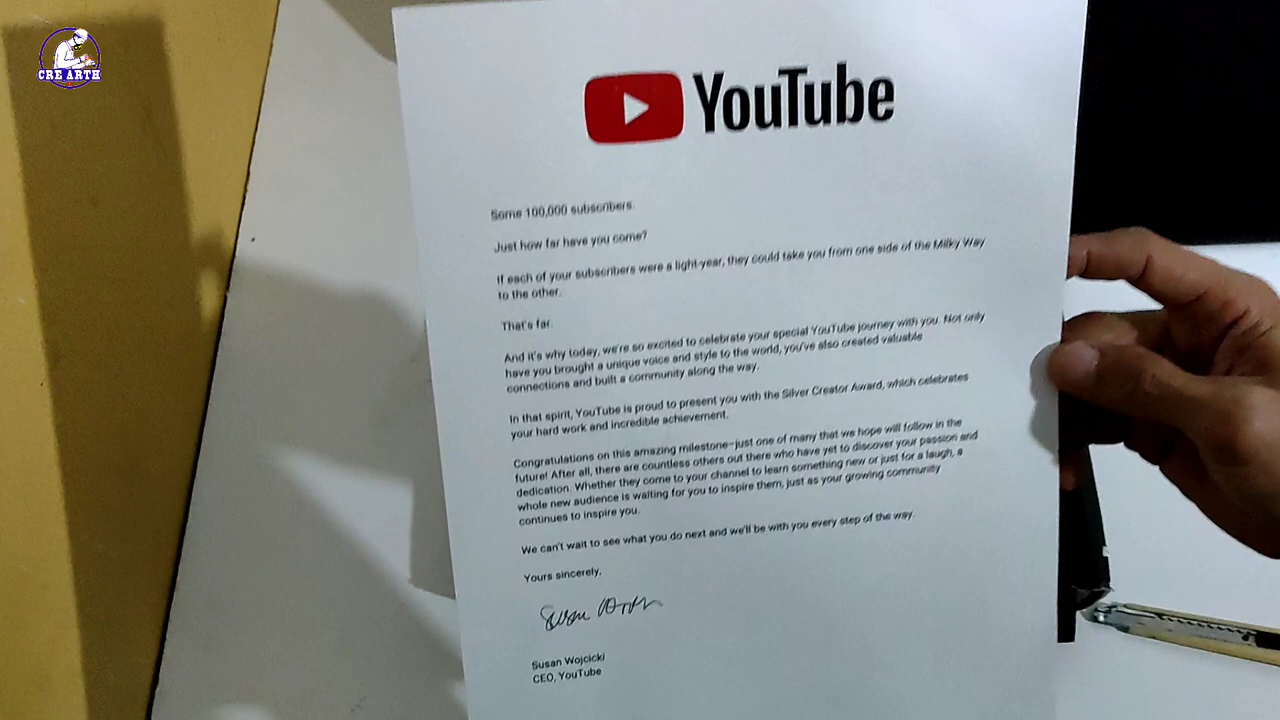 CRE ARTH
YouTube
Some 100,000 subscribers.
Just how far have you come?
If each of your subscribers were a light-year, they could take you from one side of the Milky Way
to the other.
That's far.
And it's why today, we're so excited to celebrate your special YouTube journey with you. Not only
have you brought a unique voice and style to the world, you've also created valuable
connections and built a community along the way.
In that spirit, YouTube is proud to present you with the Silver Creator Award, which celebrates
your hard work and incredible achievement.
Congratulations on this amazing milestone—just one of many that we hope will follow in the
future! After all, there are countless others out there who have yet to discover your passion and
dedication. Whether they come to your channel to learn something new or just for a laugh, a
whole new audience is waiting for you to inspire them, just as your growing community
continues to inspire you.
We can't wait to see what you do next and we'll be with you every step of the way.
Yours sincerely,
Susan Wojcicki
CEO, YouTube